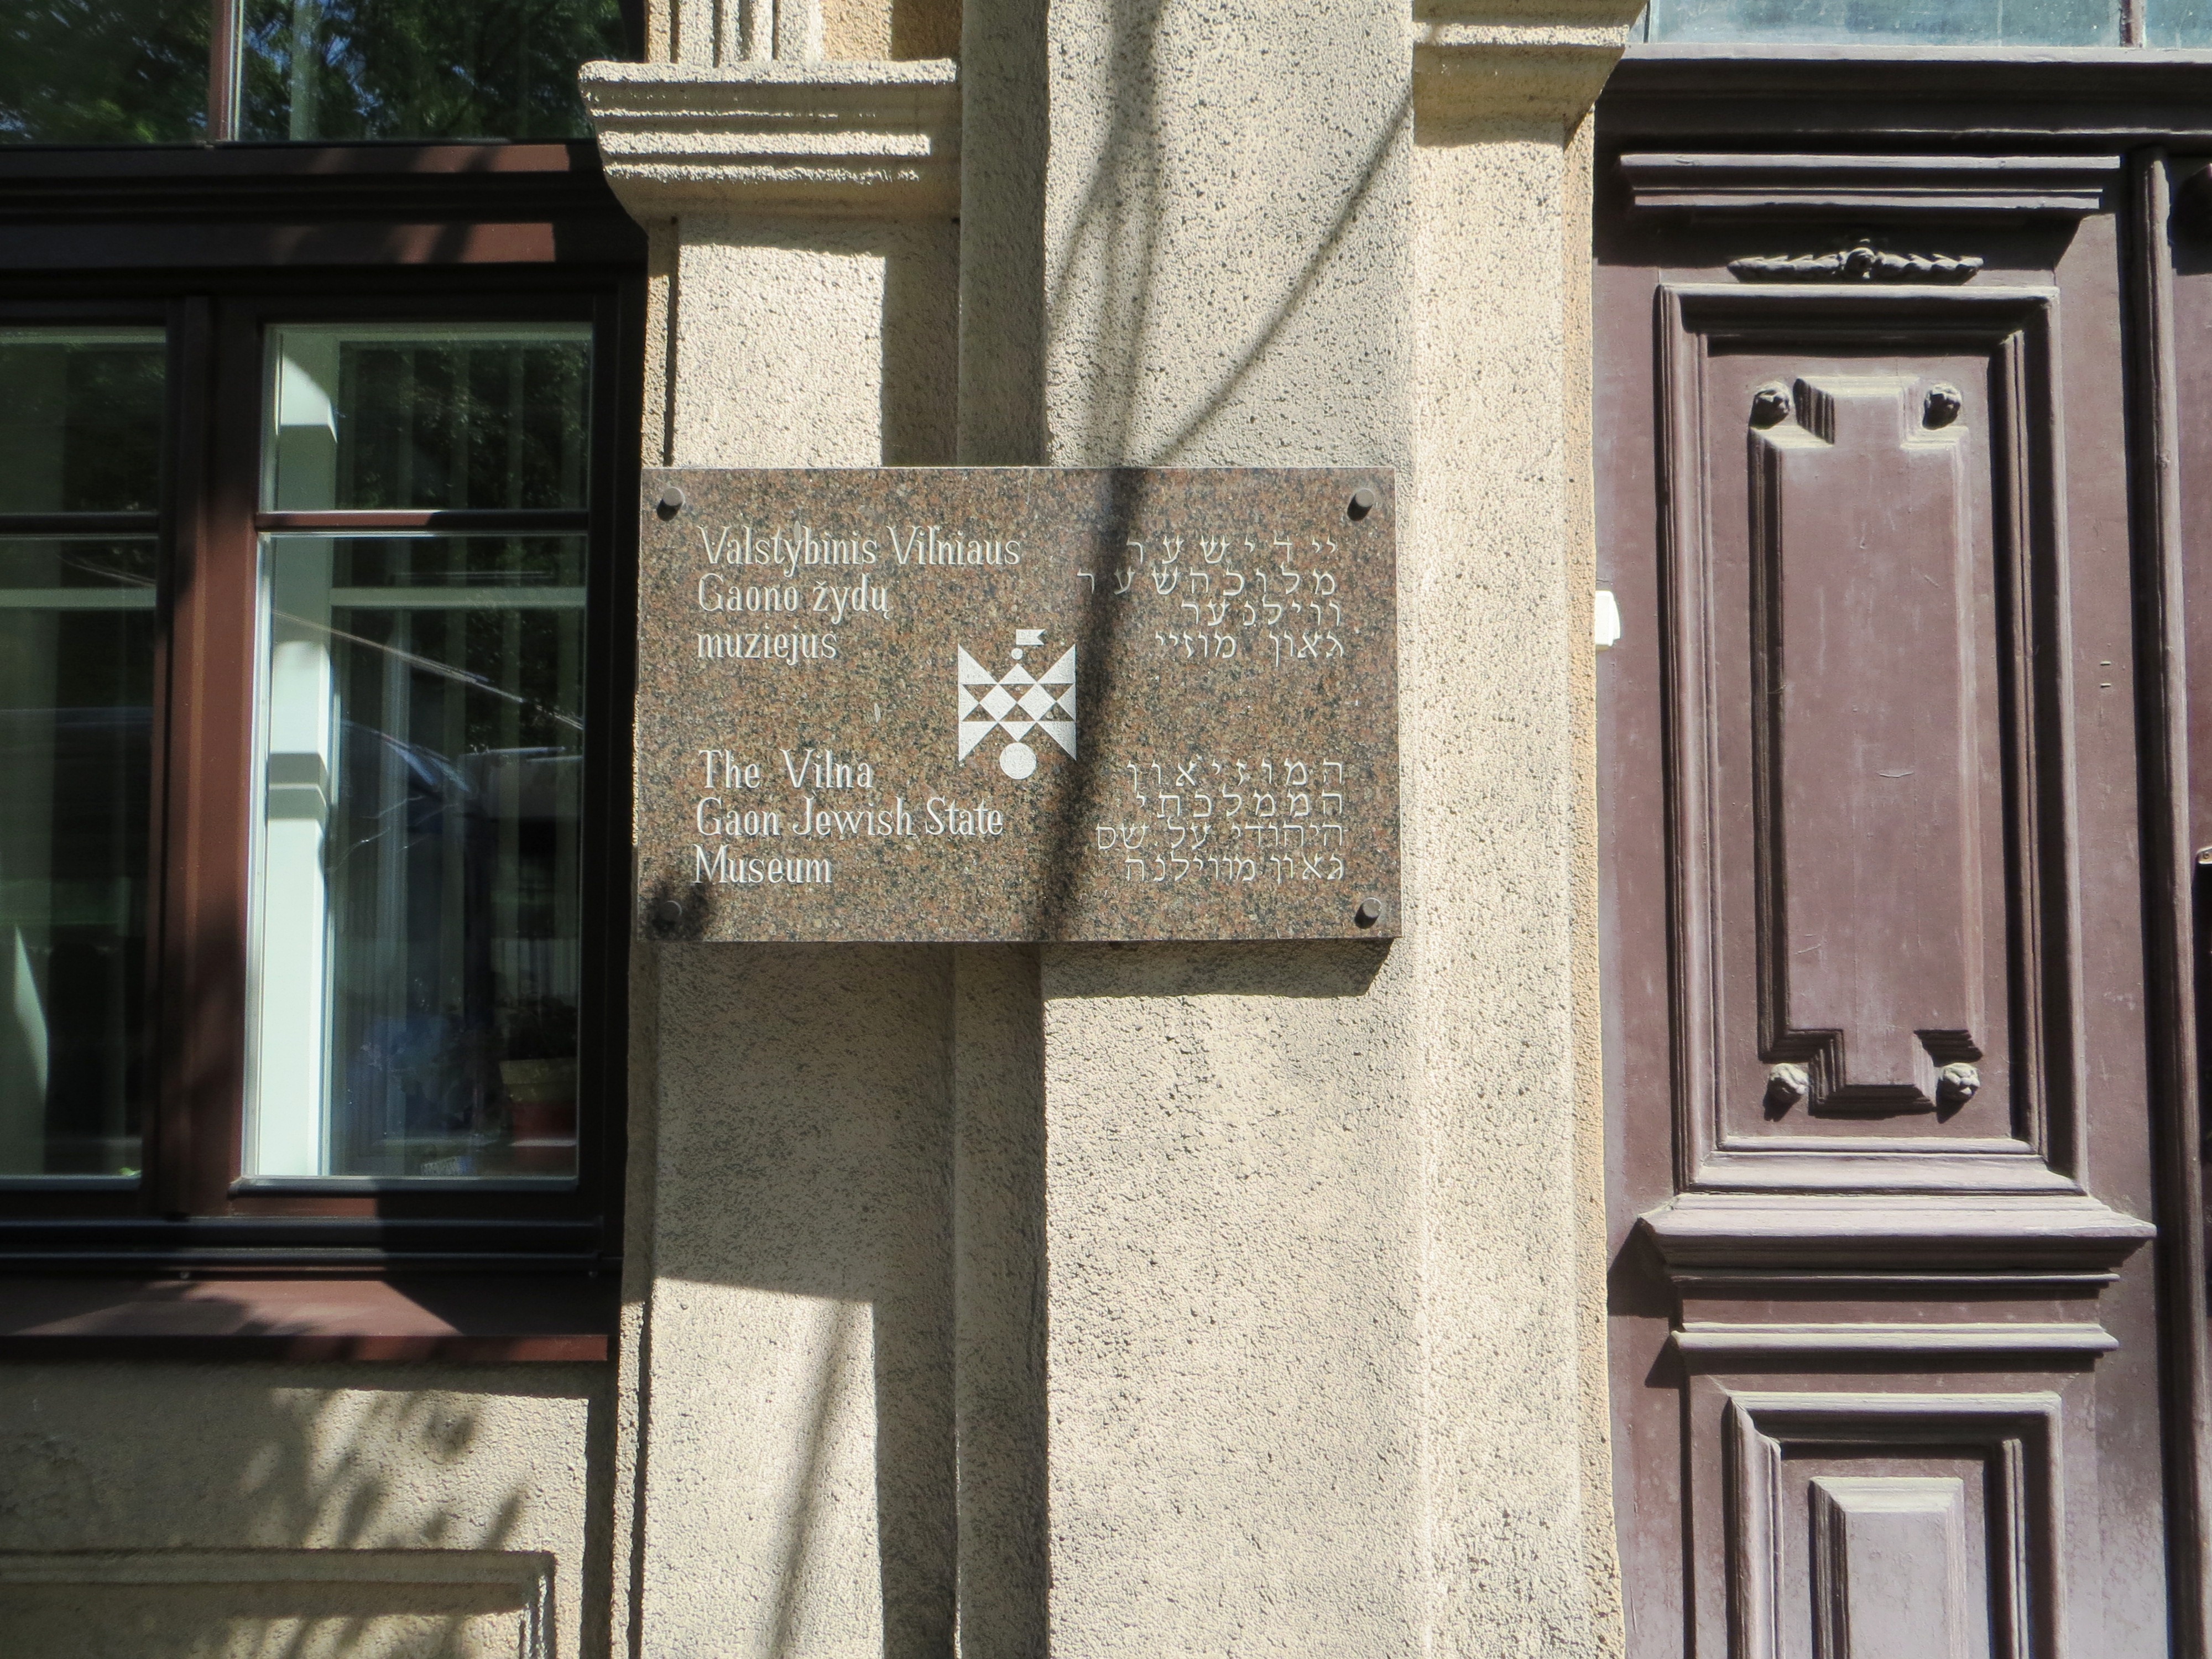 Valstybinis Vilniaus
Gaono žydų
muziejus
יידישער
מלוכהשער
ווילנער
גאון מוזיי
The Vilna
Gaon Jewish State
Museum
המוזיאון
הממלכתי
היהודי על שם
גאון מווילנה